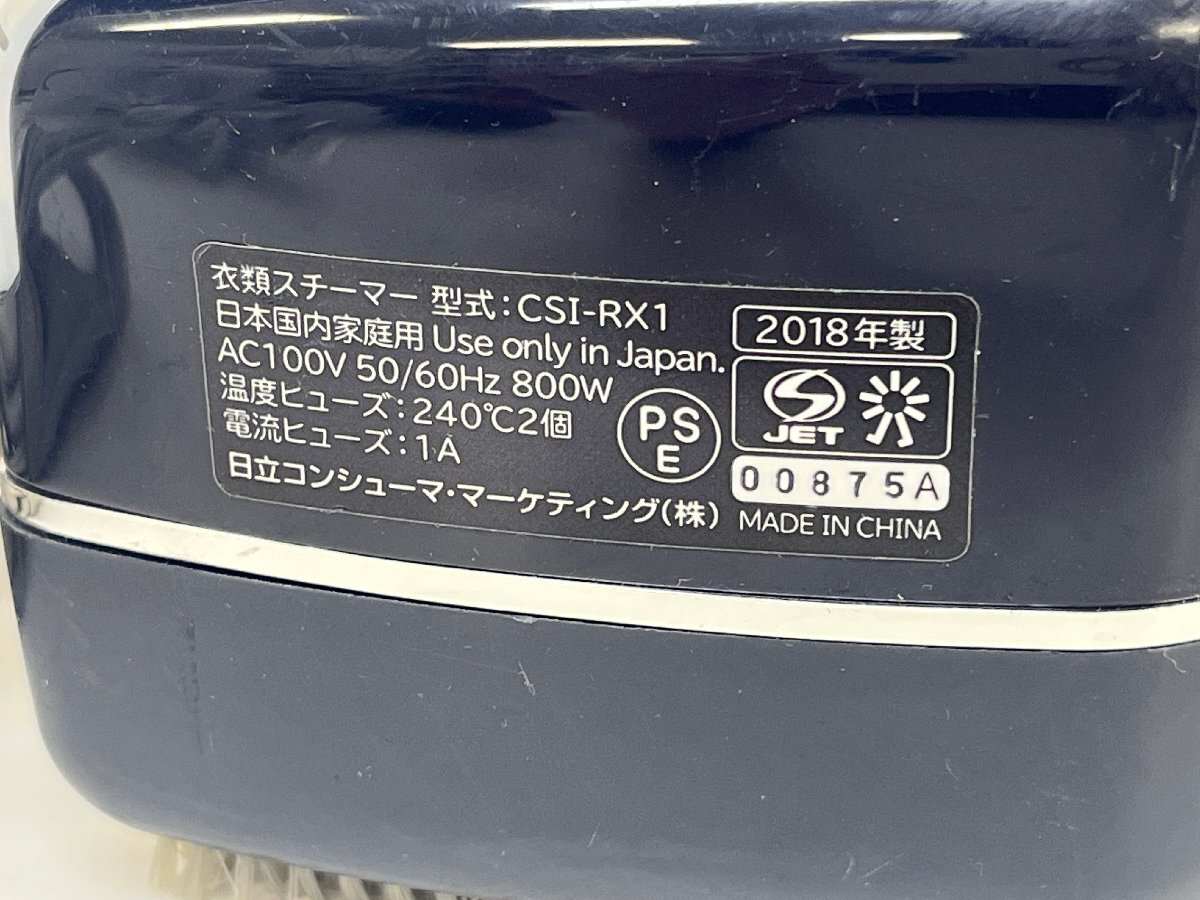 衣類スチーマー 型式：CSI-RX1
日本国内家庭用 Use only in Japan.
AC100V 50/60Hz 800W
温度ヒューズ：240℃2個
電流ヒューズ：1A
日立コンシューマ・マーケティング(株)
PS
E
2018年製
JET
00875A
MADE IN CHINA